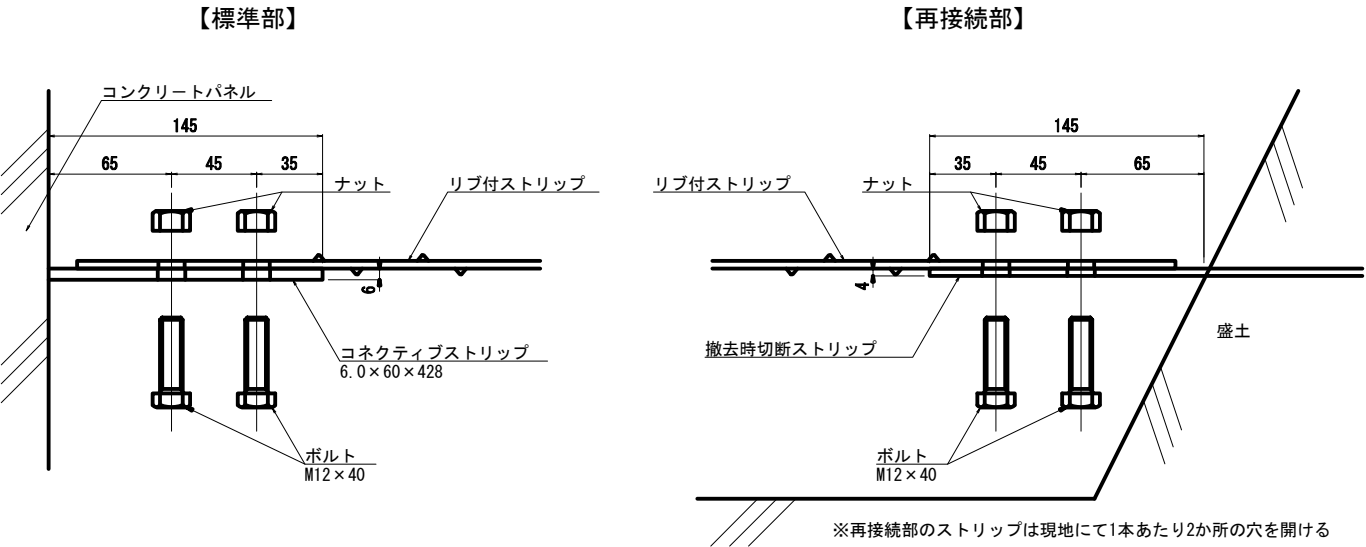 【標準部】
コンクリートパネル
145
65
45
35
ナット
リブ付ストリップ
6
コネクティブストリップ
6.0×60×428
ボルト
M12×40
【再接続部】
145
35
45
65
リブ付ストリップ
ナット
4
撤去時切断ストリップ
盛土
ボルト
M12×40
※再接続部のストリップは現地にて1本あたり2か所の穴を開ける